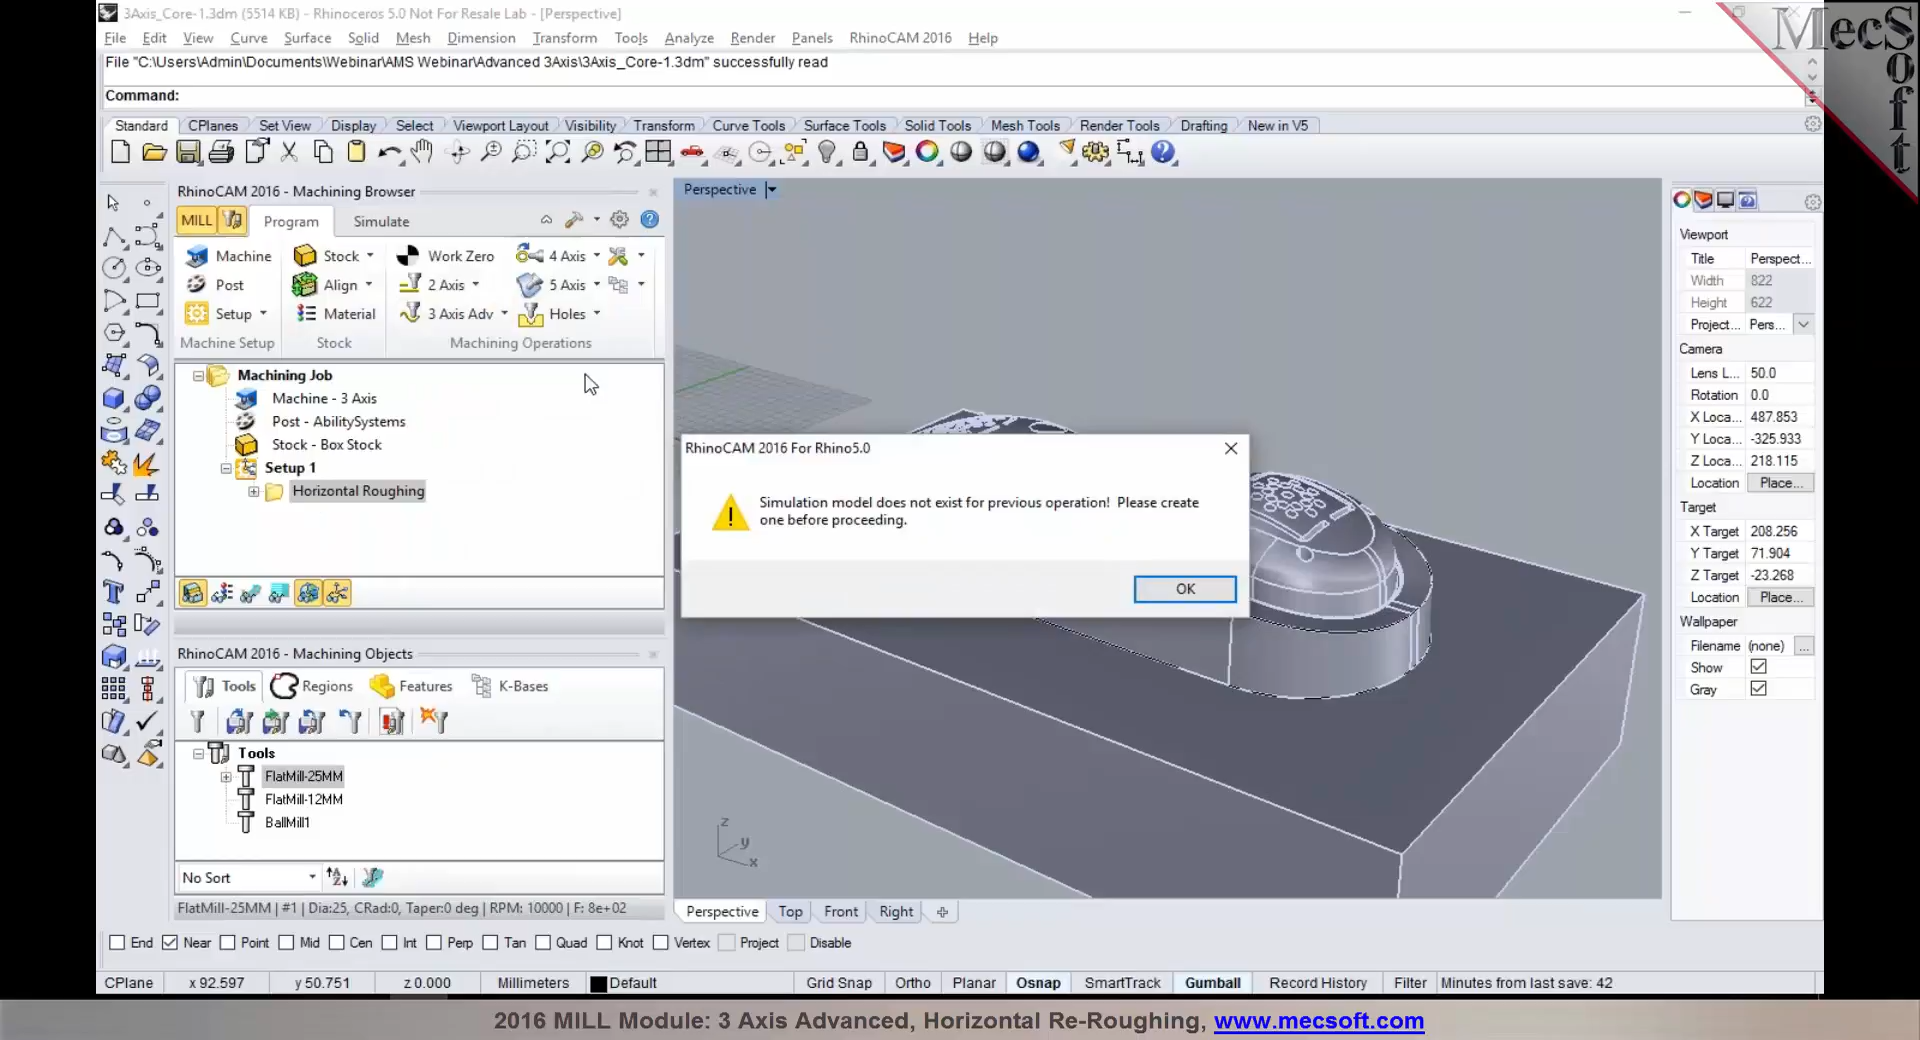 3Axis_Core-1.3dm (5514 KB) - Rhinoceros 5.0 Not For Resale Lab - [Perspective]
File Edit View Curve Surface Solid Mesh Dimension Transform Tools Analyze Render Panels RhinoCAM 2016 Help
File "C:\Users\Admin\Documents\Webinar\AMS Webinar\Advanced 3Axis\3Axis_Core-1.3dm" successfully read
Command:
Standard CPlanes Set View Display Select Viewport Layout Visibility Transform Curve Tools Surface Tools Solid Tools Mesh Tools Render Tools Drafting New in V5
MecSoft
RhinoCAM 2016 - Machining Browser
MILL Program Simulate
Machine Stock Work Zero 4 Axis
Post Align 2 Axis 5 Axis
Setup Material 3 Axis Adv Holes
Machine Setup Stock Machining Operations
Machining Job
Machine - 3 Axis
Post - AbilitySystems
Stock - Box Stock
Setup 1
Horizontal Roughing
RhinoCAM 2016 - Machining Objects
Tools Regions Features K-Bases
Tools
FlatMill-25MM
FlatMill-12MM
BallMill1
No Sort
FlatMill-25MM | #1 | Dia:25, CRad:0, Taper:0 deg | RPM: 10000 | F: 8e+02
Perspective
RhinoCAM 2016 For Rhino5.0
Simulation model does not exist for previous operation! Please create
one before proceeding.
OK
z
y
x
Perspective Top Front Right
Viewport
Title Perspect...
Width 822
Height 622
Project... Pers...
Camera
Lens L... 50.0
Rotation 0.0
X Loca... 487.853
Y Loca... -325.933
Z Loca... 218.115
Location Place...
Target
X Target 208.256
Y Target 71.904
Z Target -23.268
Location Place...
Wallpaper
Filename (none) ...
Show
Gray
End Near Point Mid Cen Int Perp Tan Quad Knot Vertex Project Disable
CPlane x 92.597 y 50.751 z 0.000 Millimeters Default Grid Snap Ortho Planar Osnap SmartTrack Gumball Record History Filter Minutes from last save: 42
2016 MILL Module: 3 Axis Advanced, Horizontal Re-Roughing, www.mecsoft.com